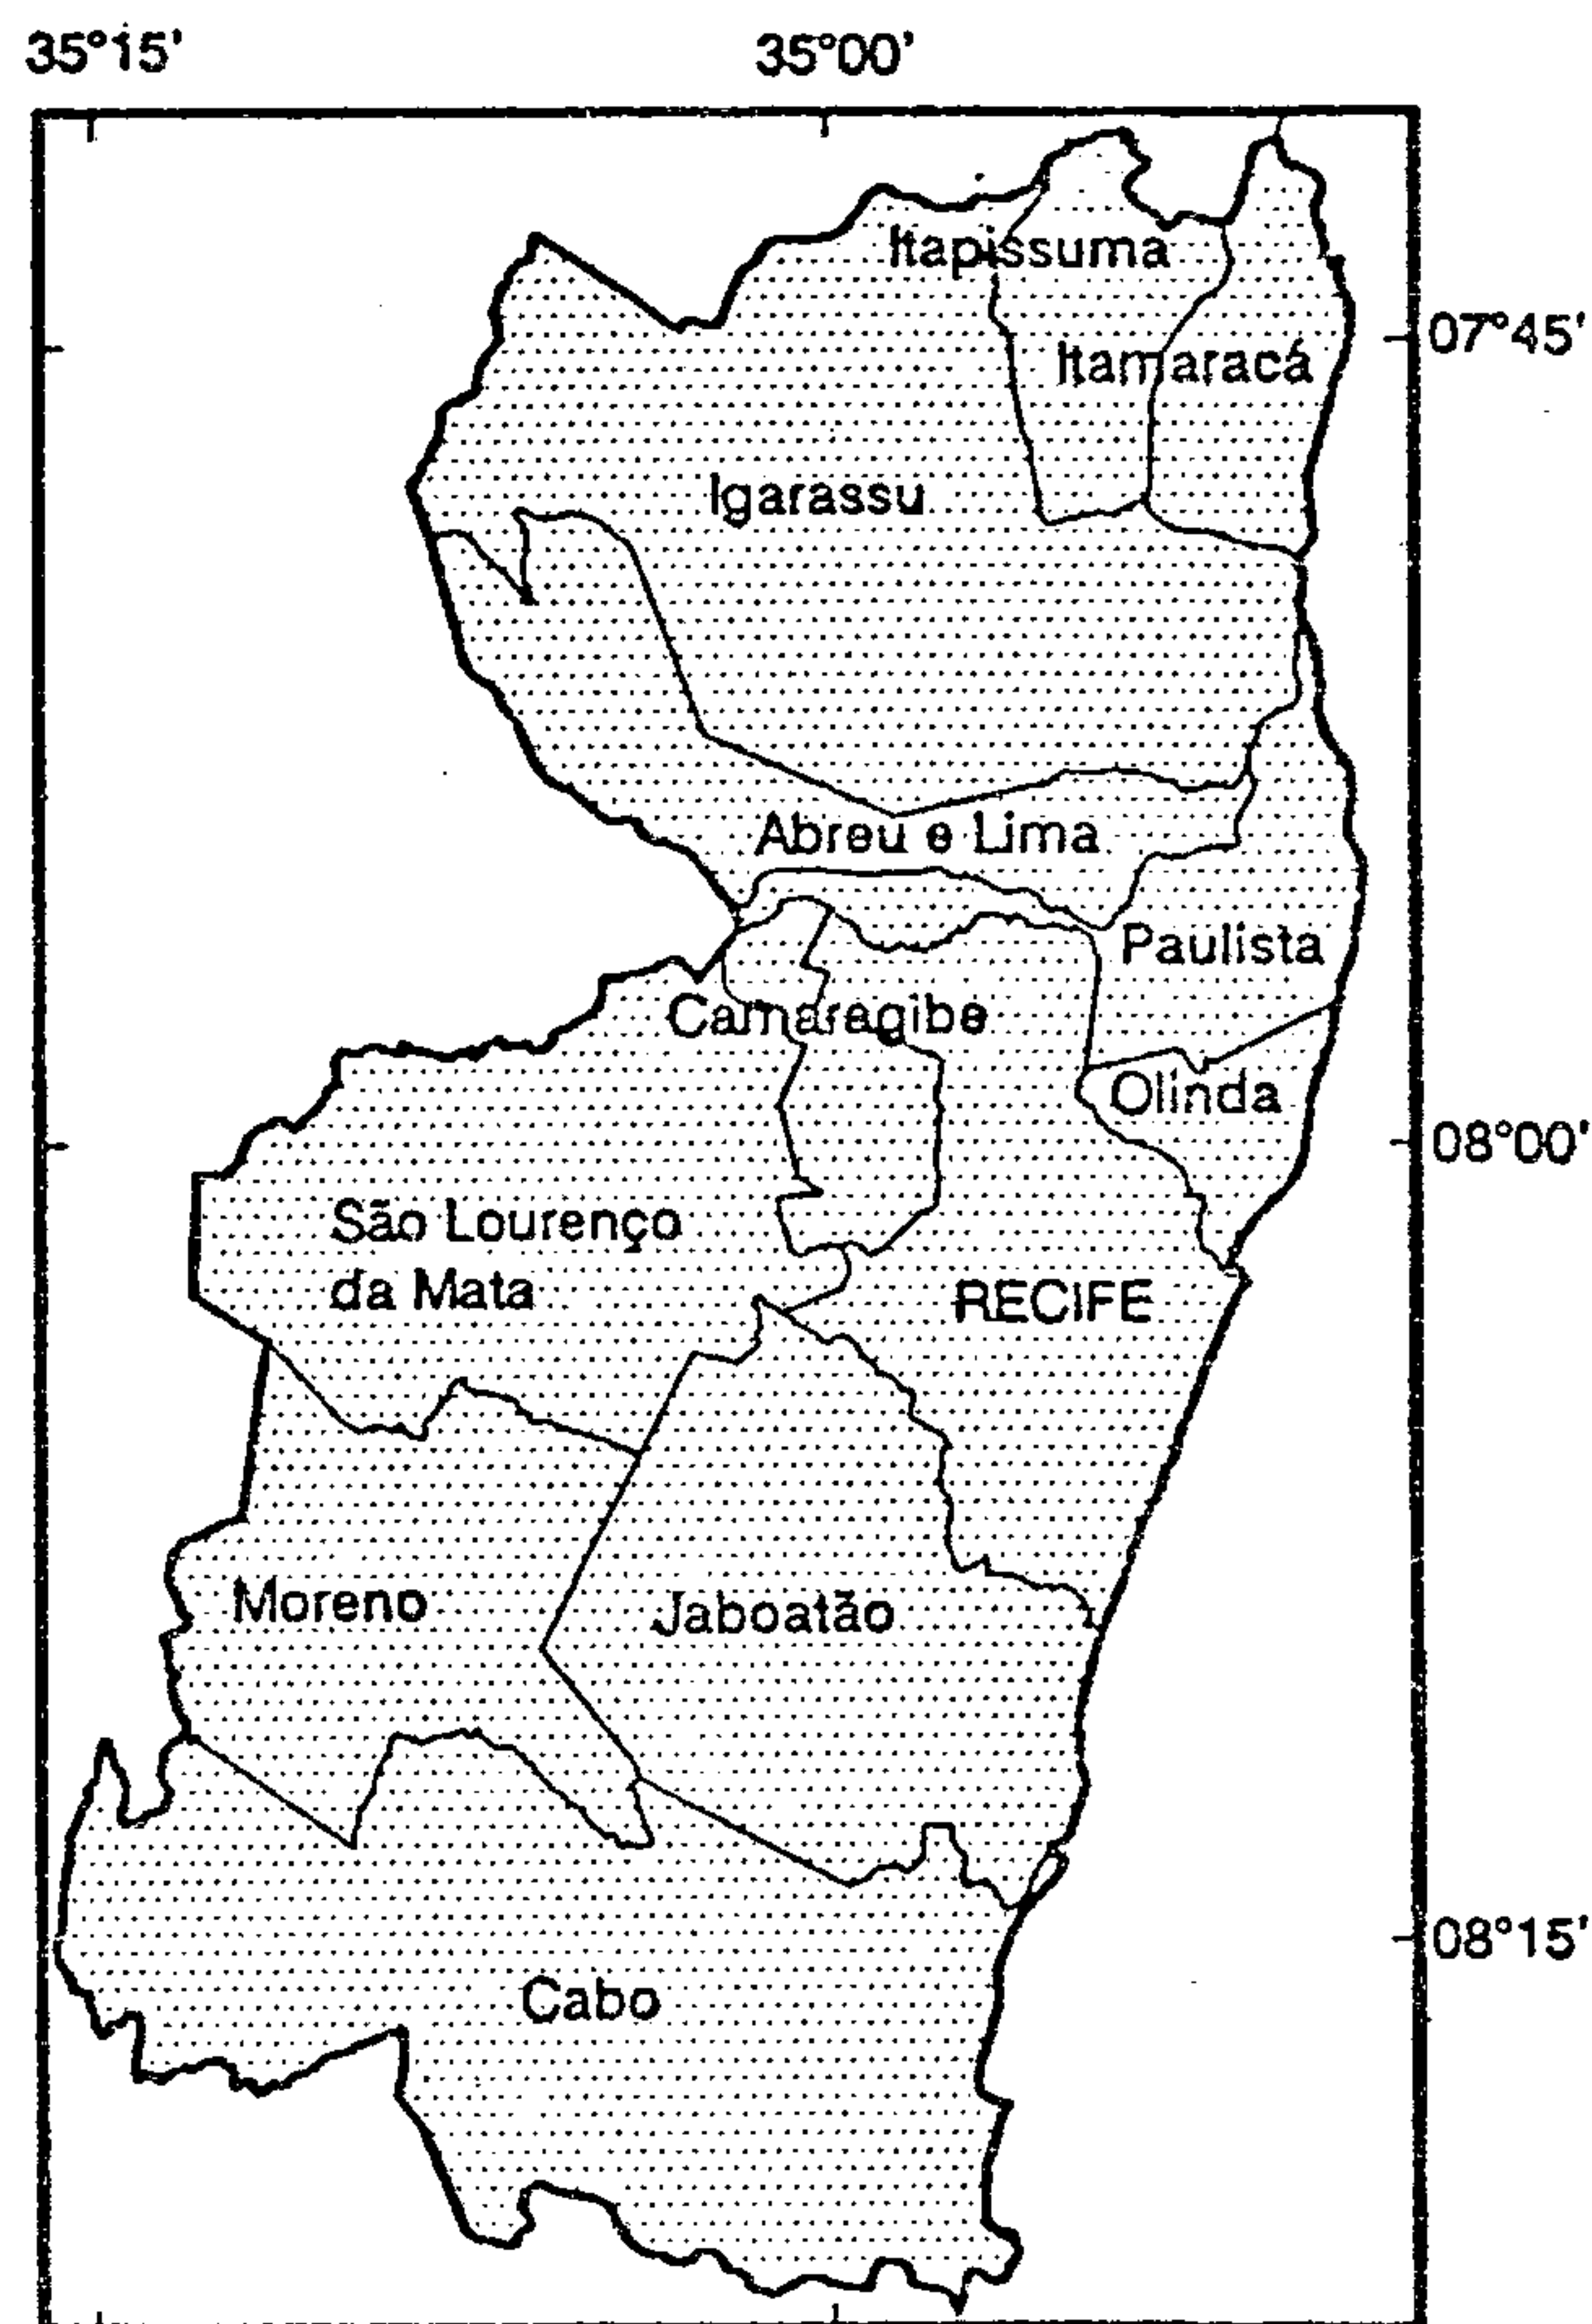 35°15'
35°00'
Itapissuma
07°45'
Itamaracá
Igarassu
Abreu e Lima
Paulista
Camaragibe
Olinda
08°00'
São Lourenço
da Mata
RECIFE
Moreno
Jaboatão
08°15'
Cabo